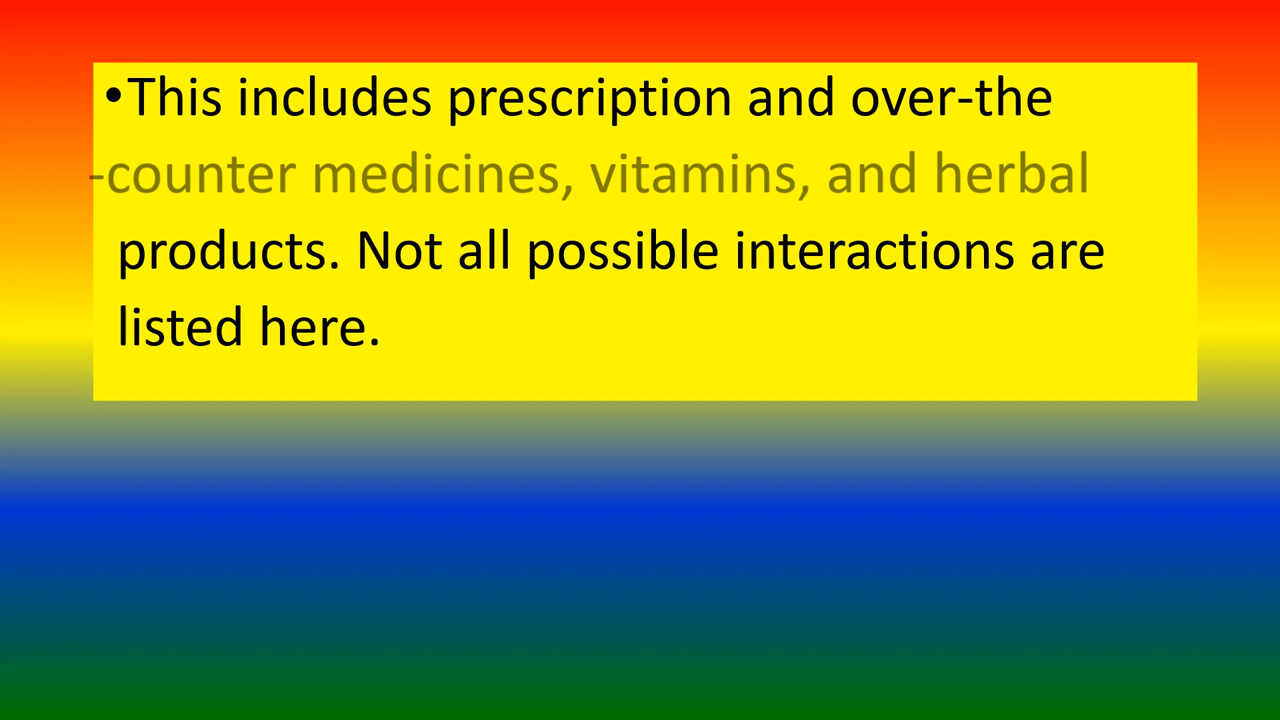 •This includes prescription and over-the
-counter medicines, vitamins, and herbal
products. Not all possible interactions are
listed here.